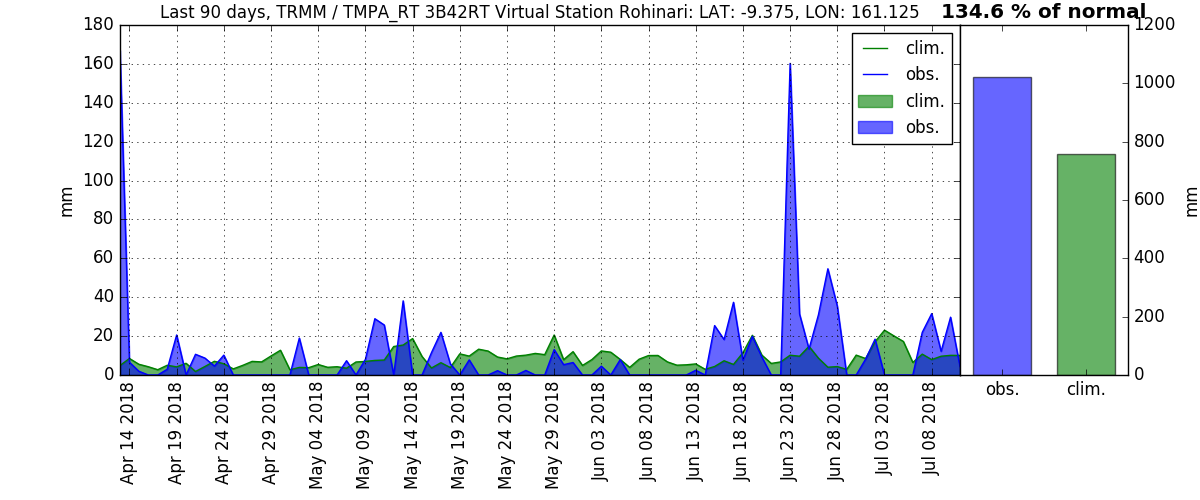 Last 90 days, TRMM / TMPA_RT 3B42RT Virtual Station Rohinari: LAT: -9.375, LON: 161.125
134.6 % of normal
180
160
140
120
100
80
60
40
20
0
mm
clim.
obs.
clim.
obs.
1200
1000
800
600
400
200
0
mm
Apr 14 2018
Apr 19 2018
Apr 24 2018
Apr 29 2018
May 04 2018
May 09 2018
May 14 2018
May 19 2018
May 24 2018
May 29 2018
Jun 03 2018
Jun 08 2018
Jun 13 2018
Jun 18 2018
Jun 23 2018
Jun 28 2018
Jul 03 2018
Jul 08 2018
obs.
clim.